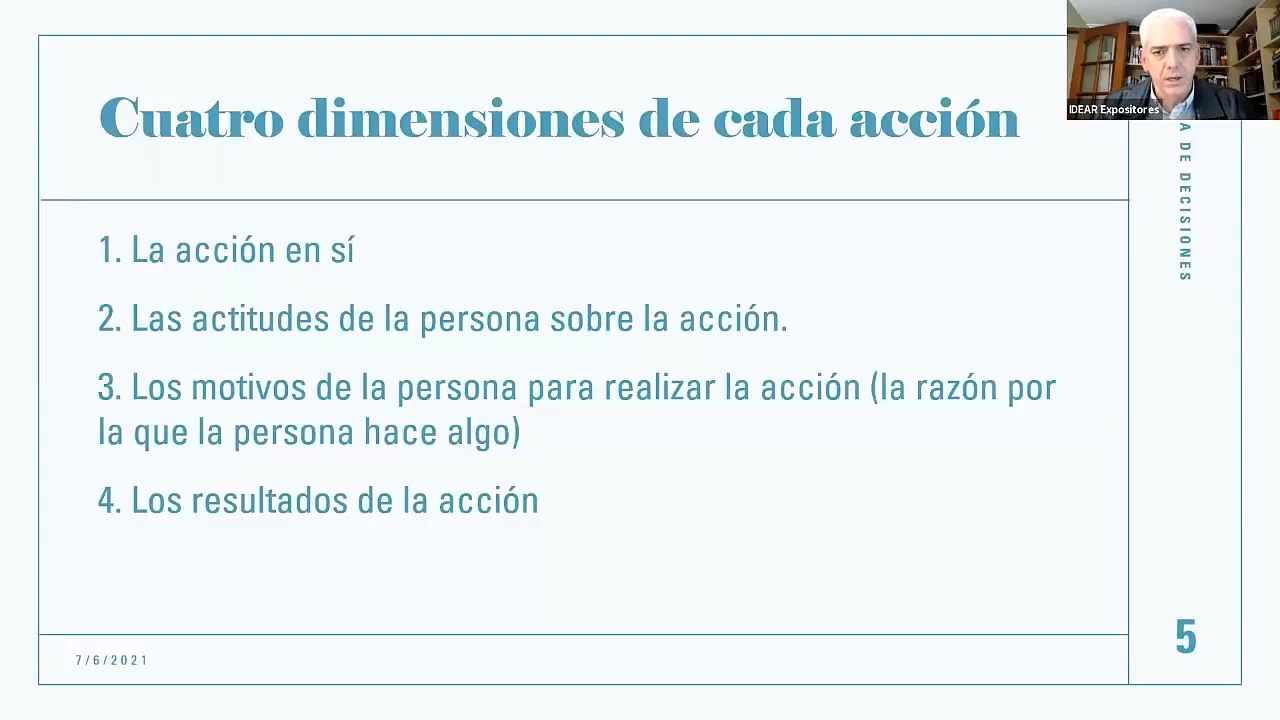 Cuatro dimensiones de cada acción
IDEAR Expositores
1. La acción en sí
2. Las actitudes de la persona sobre la acción.
3. Los motivos de la persona para realizar la acción (la razón por
la que la persona hace algo)
4. Los resultados de la acción
A DE DECISIONES
7/6/2021
5